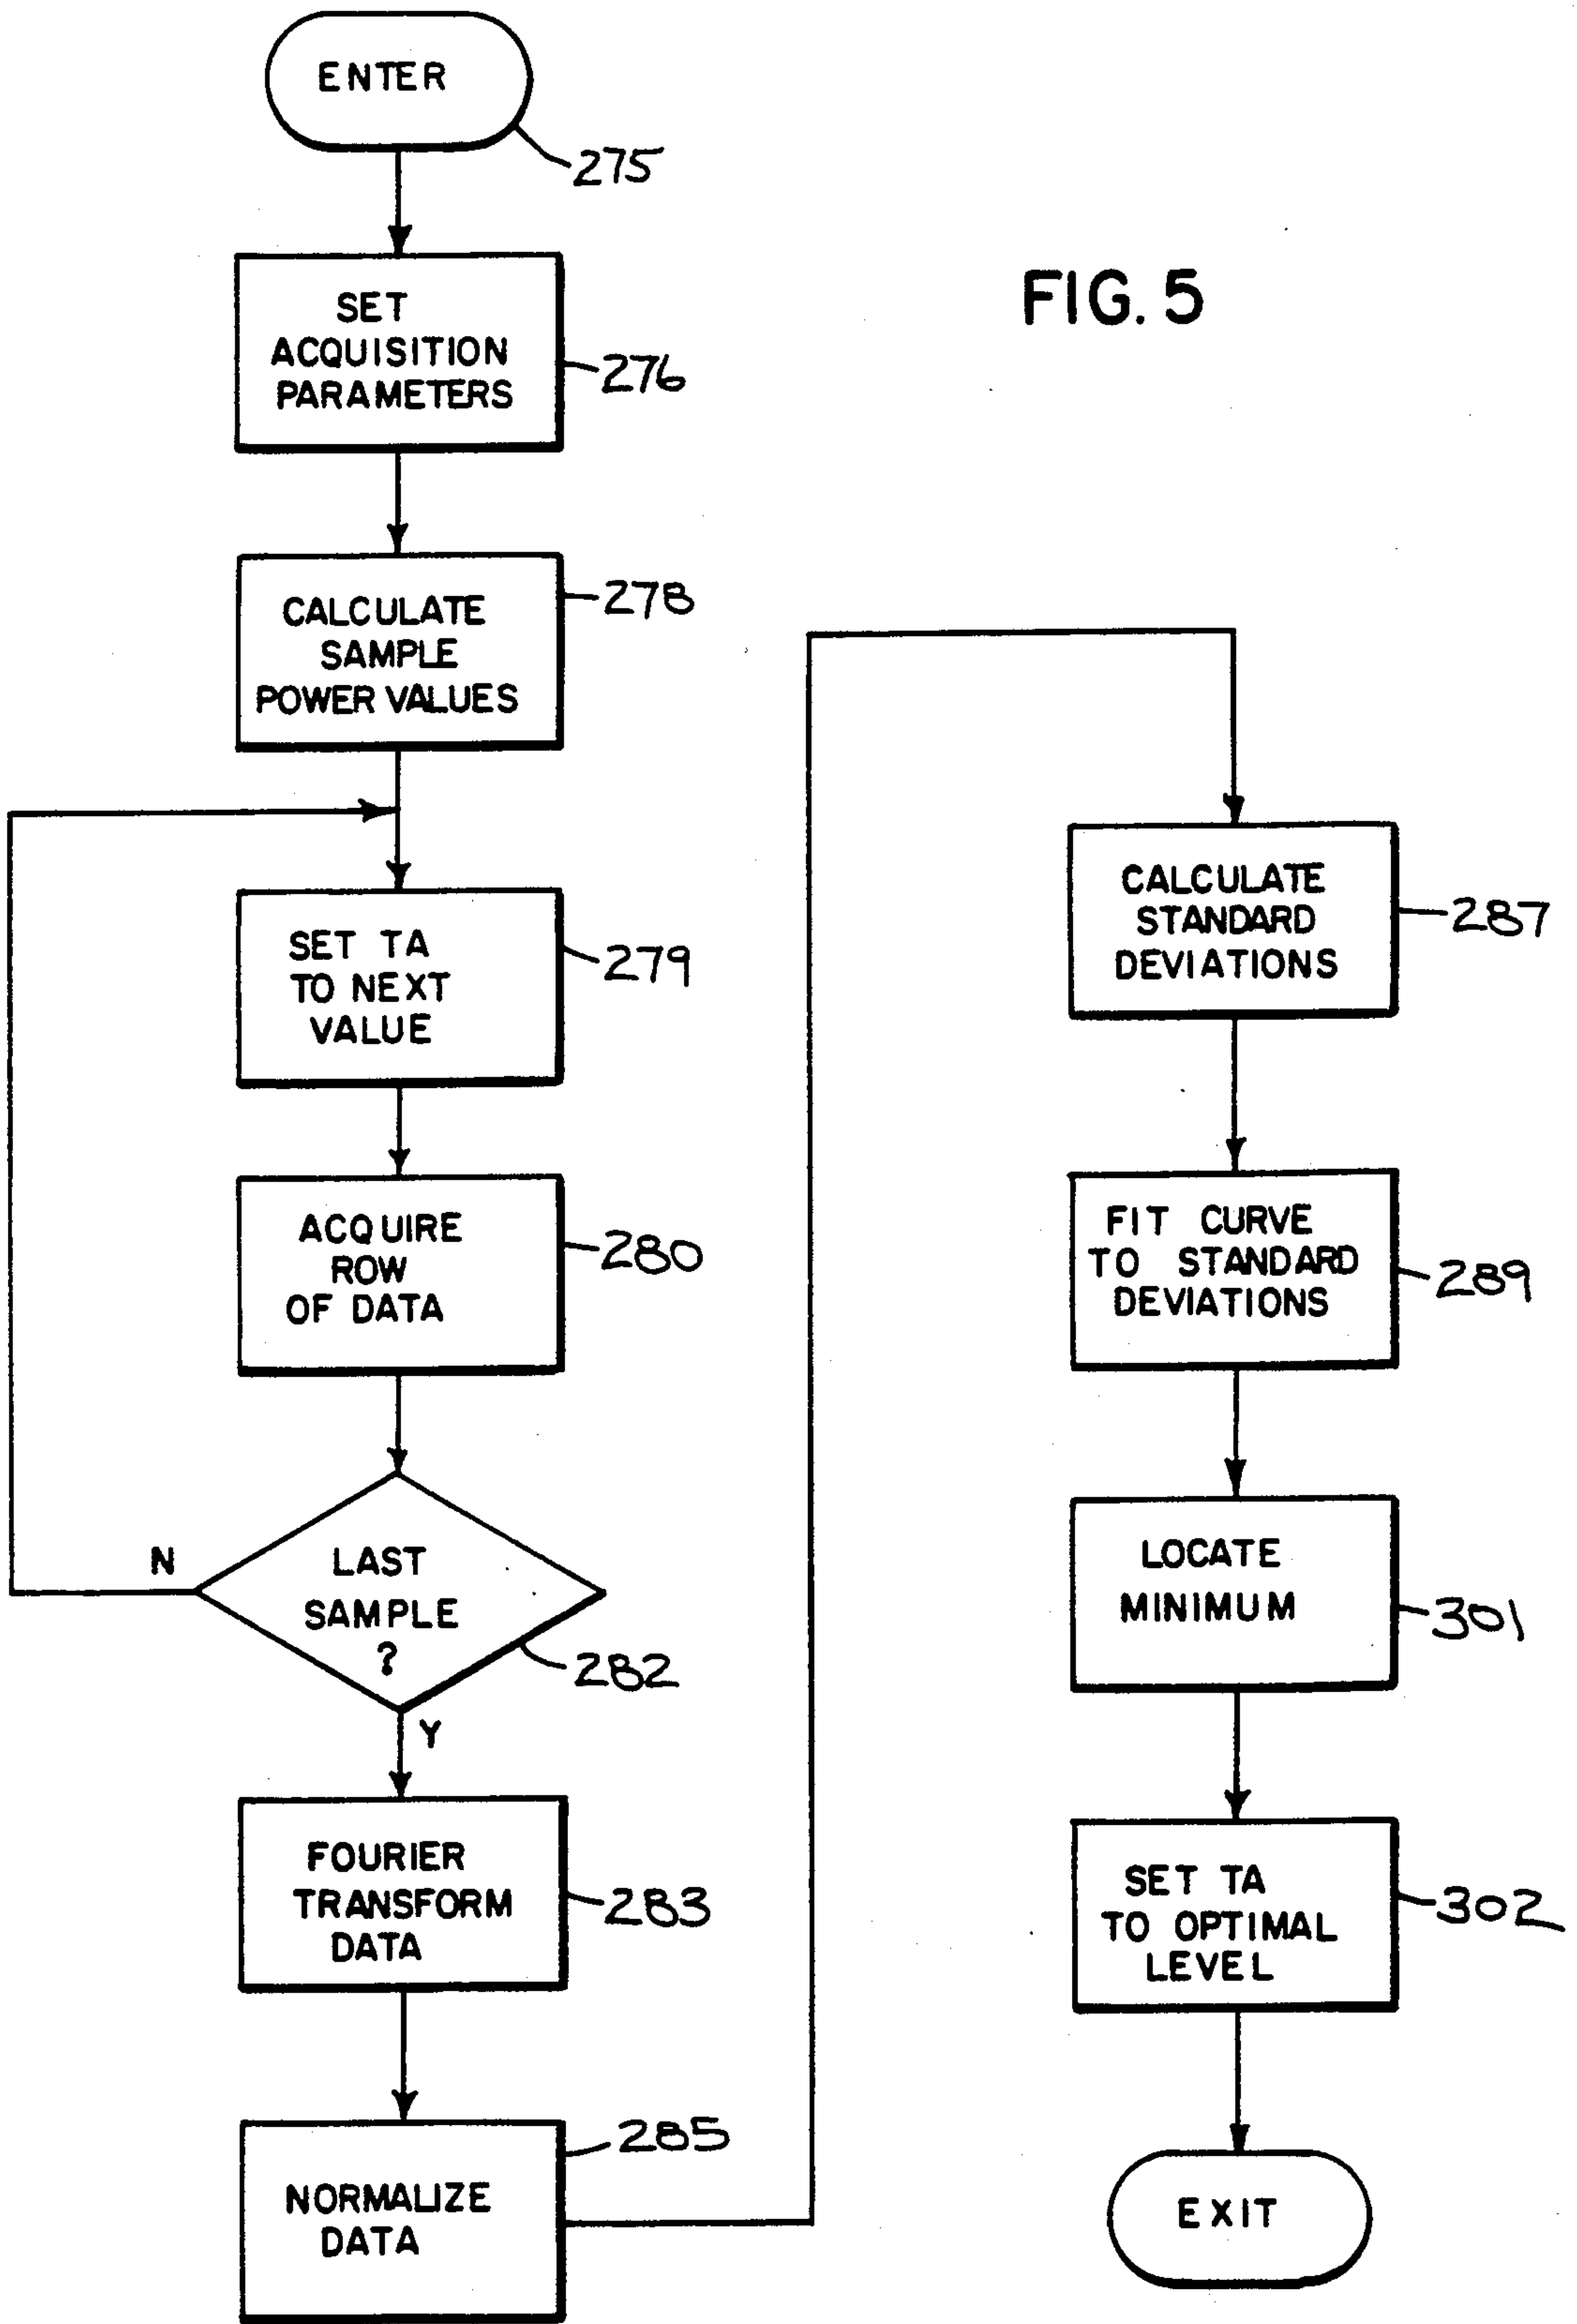 ENTER
275
SET
ACQUISITION
PARAMETERS
276
FIG. 5
CALCULATE
SAMPLE
POWER VALUES
278
SET TA
TO NEXT
VALUE
279
ACQUIRE
ROW
OF DATA
280
N
LAST
SAMPLE
?
282
Y
FOURIER
TRANSFORM
DATA
283
NORMALIZE
DATA
285
CALCULATE
STANDARD
DEVIATIONS
287
FIT CURVE
TO STANDARD
DEVIATIONS
289
LOCATE
MINIMUM
301
SET TA
TO OPTIMAL
LEVEL
302
EXIT